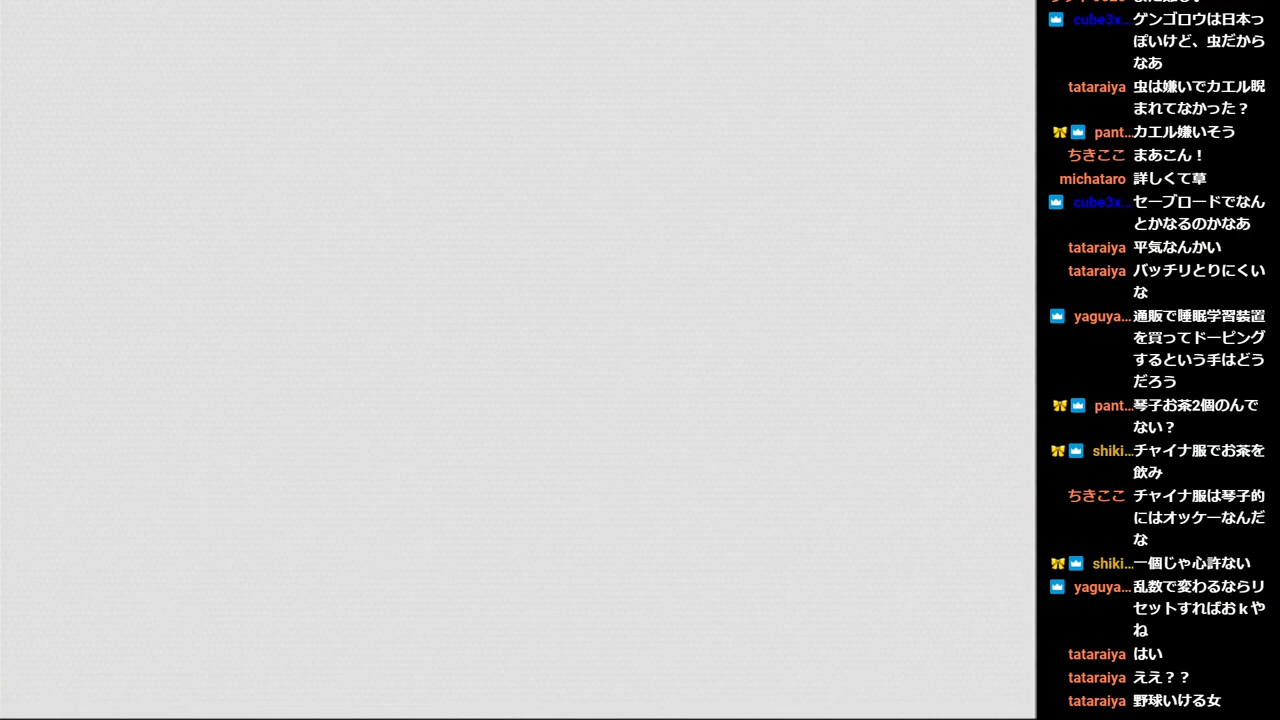 cube3x… ゲンゴロウは日本っ
ぽいけど、虫だから
なあ
tataraiya 虫は嫌いでカエル睨
まれてなかった？
pant… カエル嫌いそう
ちきここ まあこん！
michataro 詳しくて草
cube3x… セーブロードでなん
とかなるのかなあ
tataraiya 平気なんかい
tataraiya バッチリとりにくい
な
yaguya… 通販で睡眠学習装置
を買ってドーピング
するという手はどう
だろう
pant… 琴子お茶2個のんで
ない？
shiki… チャイナ服でお茶を
飲み
ちきここ チャイナ服は琴子的
にはオッケーなんだ
な
shiki… 一個じゃ心許ない
yaguya… 乱数で変わるならリ
セットすればおｋや
ね
tataraiya はい
tataraiya ええ？？
tataraiya 野球いける女